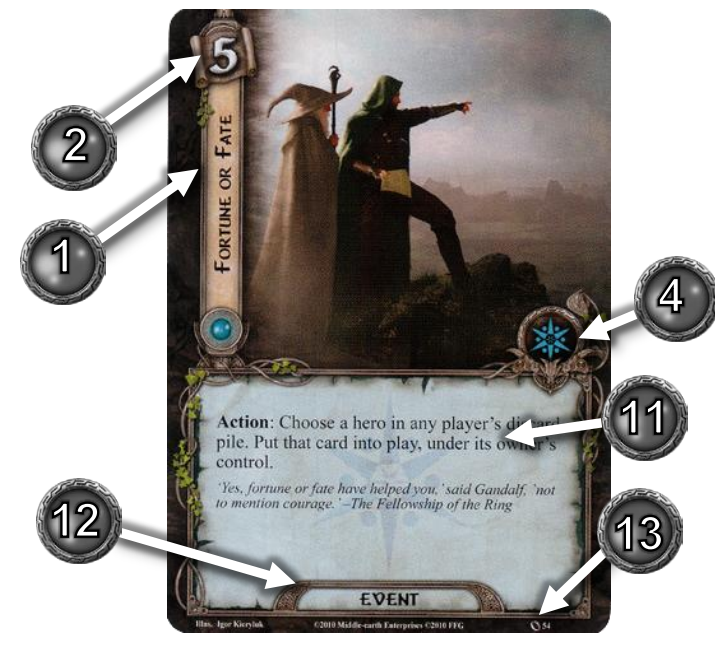 5
2
FORTUNE OR FATE
1
4
Action: Choose a hero in any player's discard
pile. Put that card into play, under its owner's
control.
11
'Yes, fortune or fate have helped you,' said Gandalf, 'not
to mention courage.' –The Fellowship of the Ring
12
13
EVENT
Illus. Igor Kieryluk
©2010 Middle-earth Enterprises ©2010 FFG
54